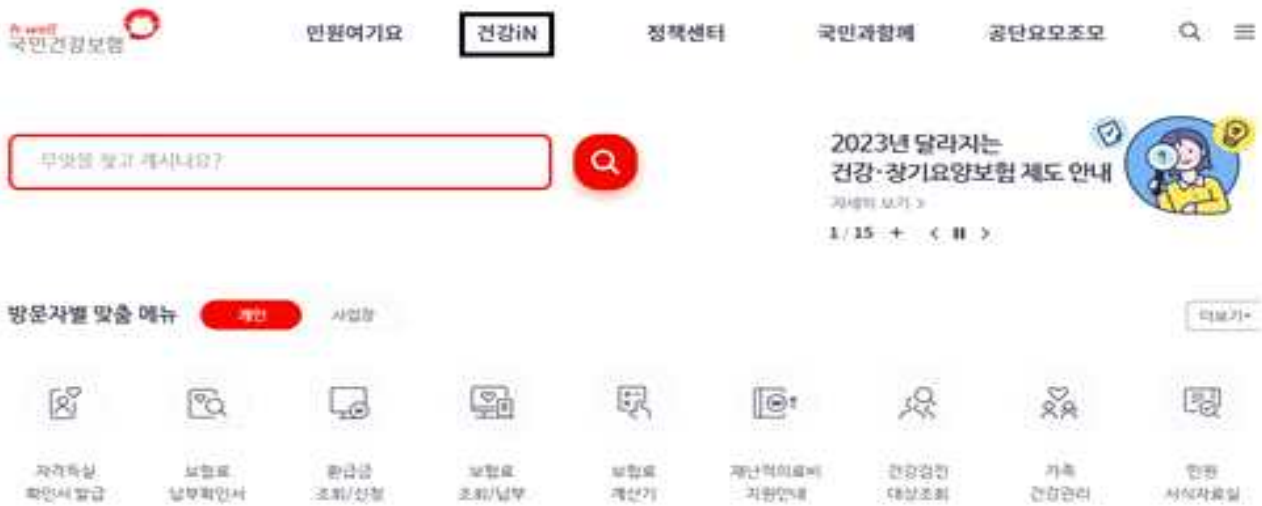 h-well
국민건강보험
민원여기요
건강iN
정책센터
국민과함께
공단요모조모
무엇을 찾고 계시나요?
2023년 달라지는
건강·장기요양보험 제도 안내
자세히 보기 >
1 / 15 + < >
방문자별 맞춤 메뉴
개인
사업장
더보기+
자격득실
확인서 발급
보험료
납부확인서
환급금
조회/신청
보험료
조회/납부
보험료
계산기
재난적의료비
지원안내
건강검진
대상조회
가족
건강관리
민원
서식자료실